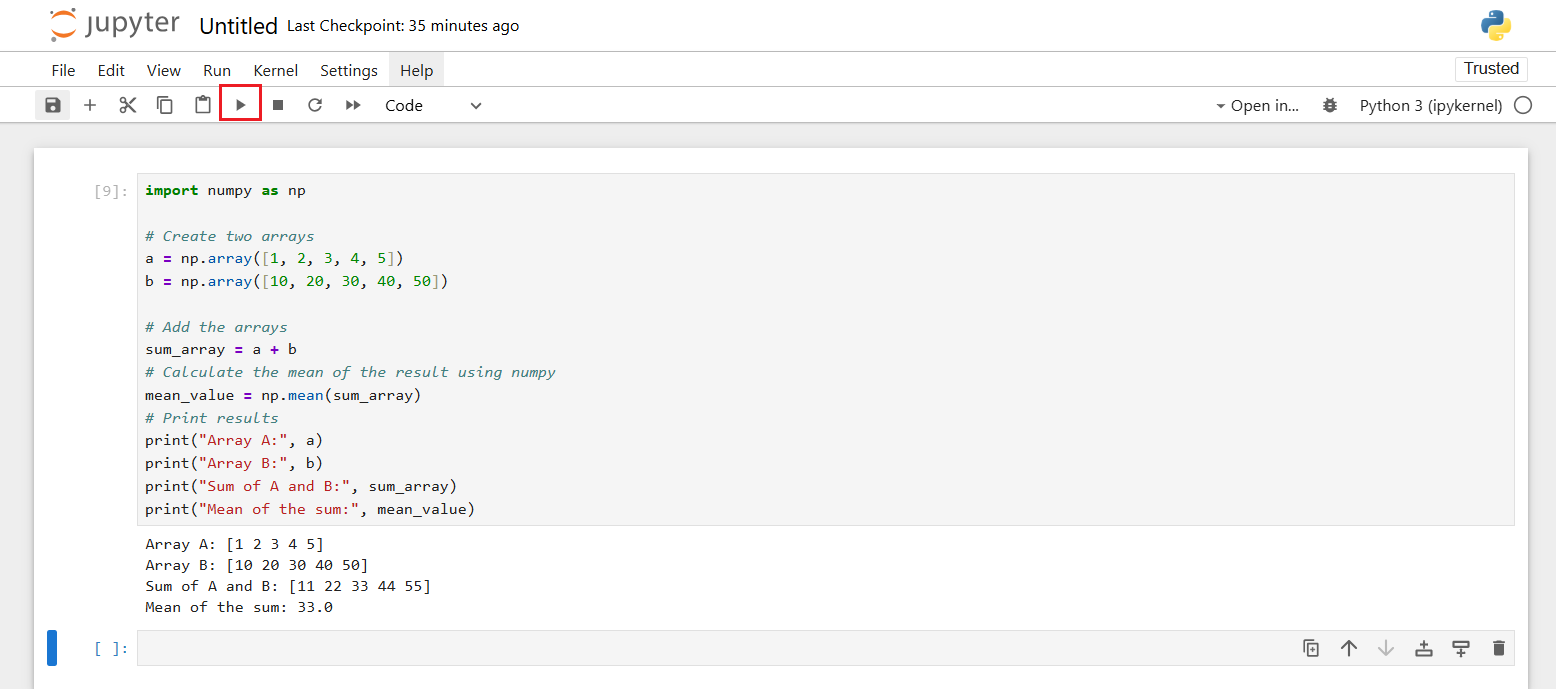 jupyter Untitled Last Checkpoint: 35 minutes ago
File Edit View Run Kernel Settings Help Trusted
Code Open in... Python 3 (ipykernel)
[9]: import numpy as np
# Create two arrays
a = np.array([1, 2, 3, 4, 5])
b = np.array([10, 20, 30, 40, 50])
# Add the arrays
sum_array = a + b
# Calculate the mean of the result using numpy
mean_value = np.mean(sum_array)
# Print results
print("Array A:", a)
print("Array B:", b)
print("Sum of A and B:", sum_array)
print("Mean of the sum:", mean_value)
Array A: [1 2 3 4 5]
Array B: [10 20 30 40 50]
Sum of A and B: [11 22 33 44 55]
Mean of the sum: 33.0
[ ]: